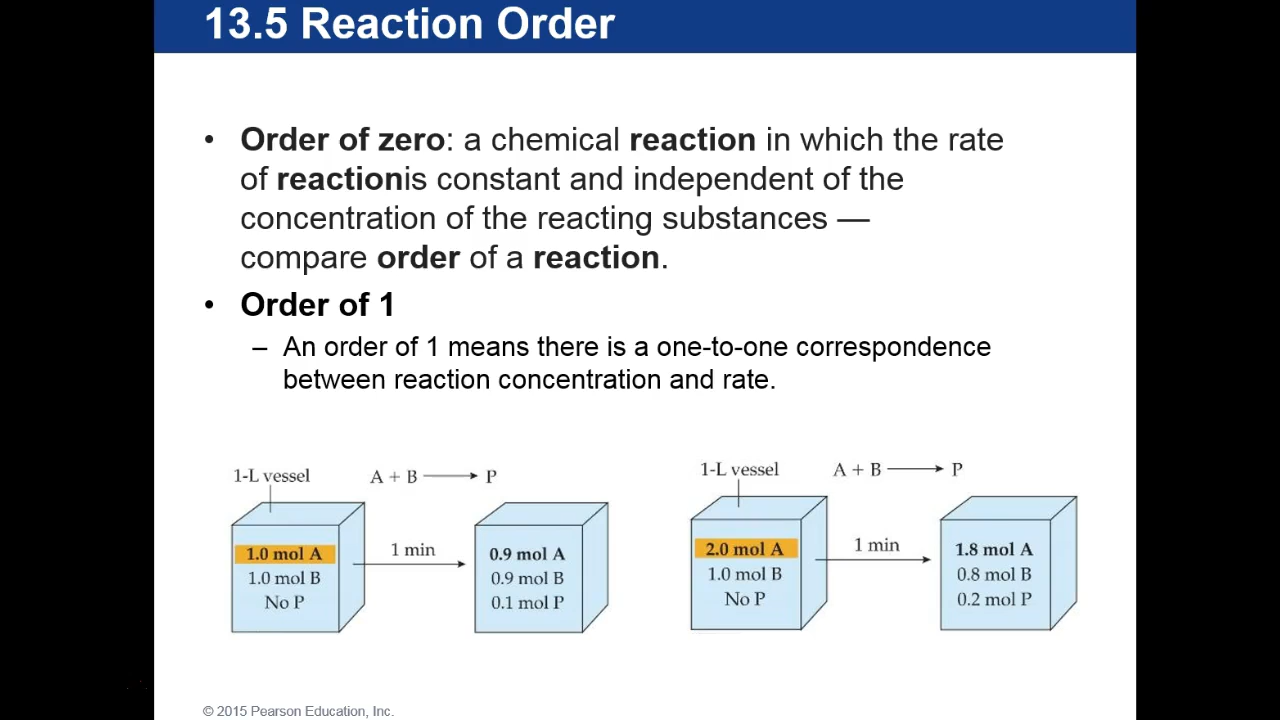 13.5 Reaction Order
• Order of zero: a chemical reaction in which the rate
of reactionis constant and independent of the
concentration of the reacting substances —
compare order of a reaction.
• Order of 1
– An order of 1 means there is a one-to-one correspondence
between reaction concentration and rate.
1-L vessel
A + B ⟶ P
1.0 mol A
1.0 mol B
No P
1 min
0.9 mol A
0.9 mol B
0.1 mol P
1-L vessel
A + B ⟶ P
2.0 mol A
1.0 mol B
No P
1 min
1.8 mol A
0.8 mol B
0.2 mol P
© 2015 Pearson Education, Inc.